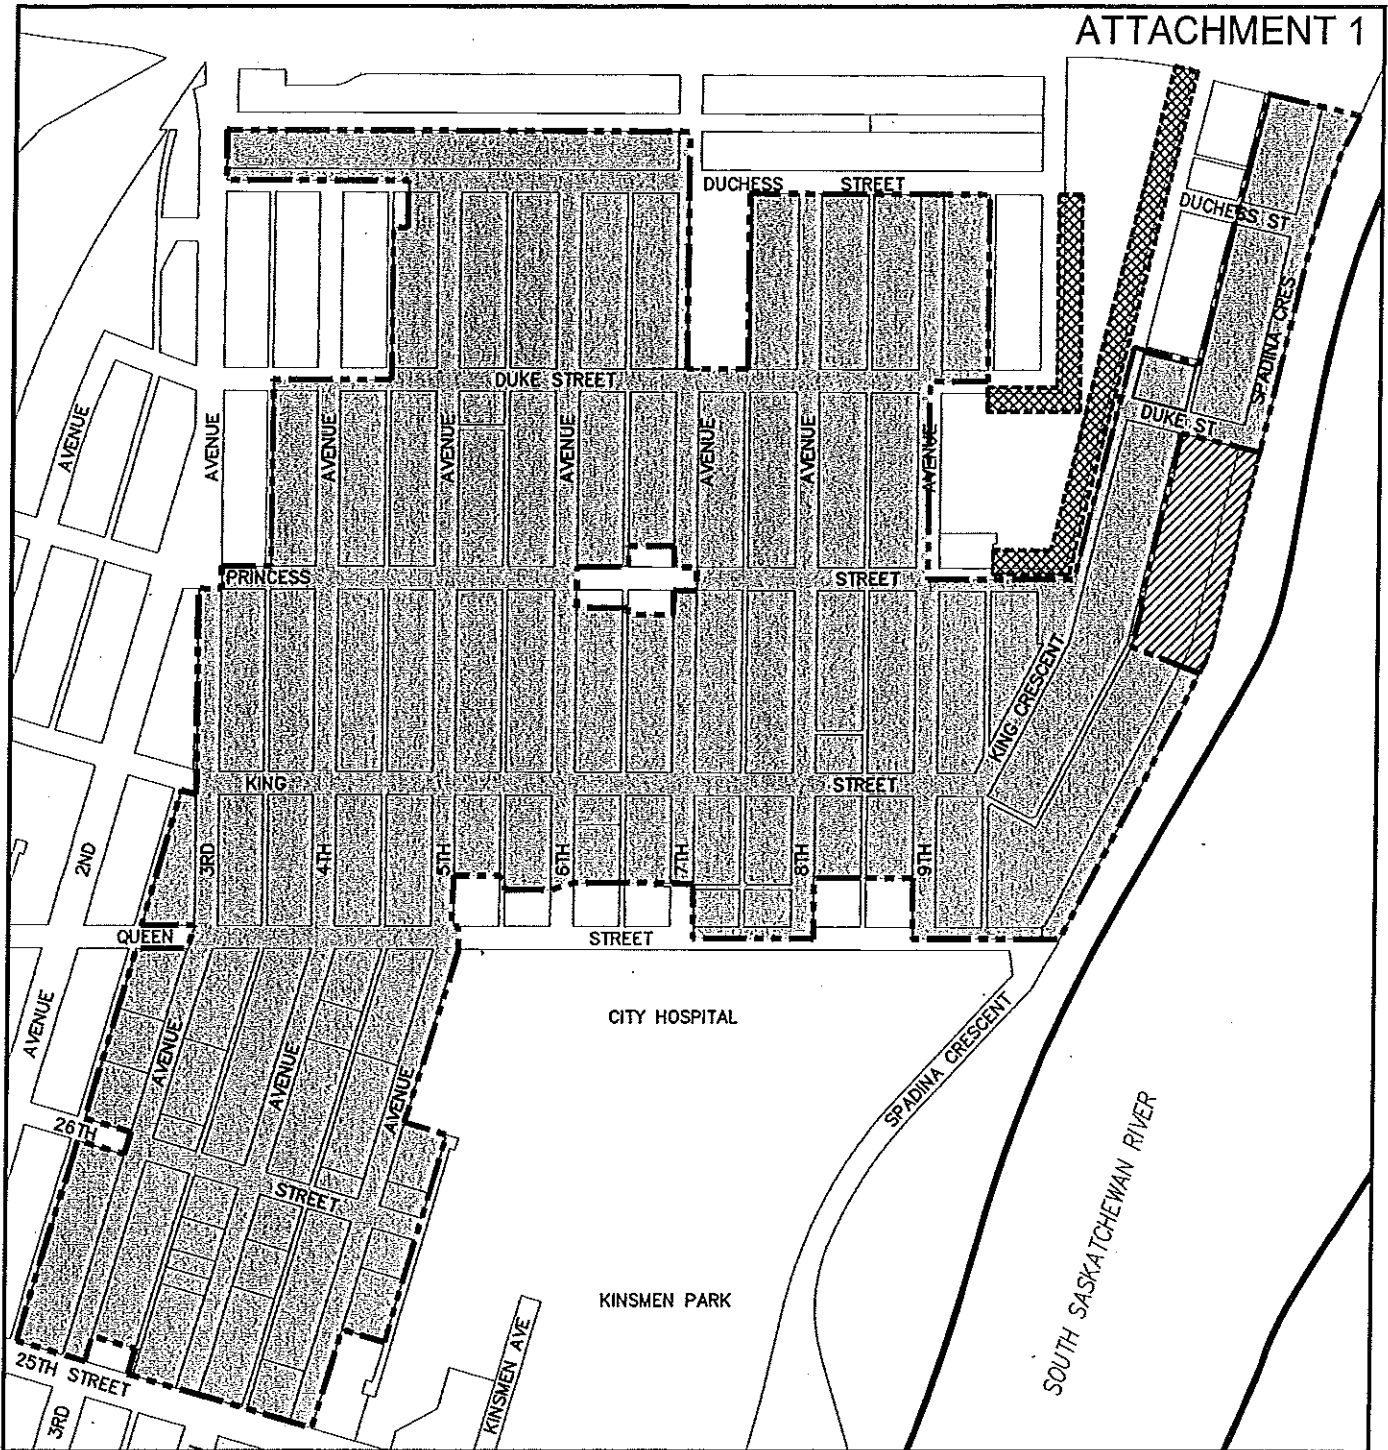 ATTACHMENT 1
DUCHESS STREET
DUCHESS ST
SPADINA CRES
DUKE STREET
DUKE ST
AVENUE
AVENUE
AVENUE
AVENUE
AVENUE
AVENUE
AVENUE
AVENUE
PRINCESS STREET
KING CRESCENT
KING STREET
2ND
3RD
4TH
5TH
6TH
7TH
8TH
9TH
QUEEN STREET
AVENUE
AVENUE
AVENUE
AVENUE
CITY HOSPITAL
SPADINA CRESCENT
26TH STREET
SOUTH SASKATCHEWAN RIVER
KINSMEN PARK
KINSMEN AVE
25TH STREET
3RD